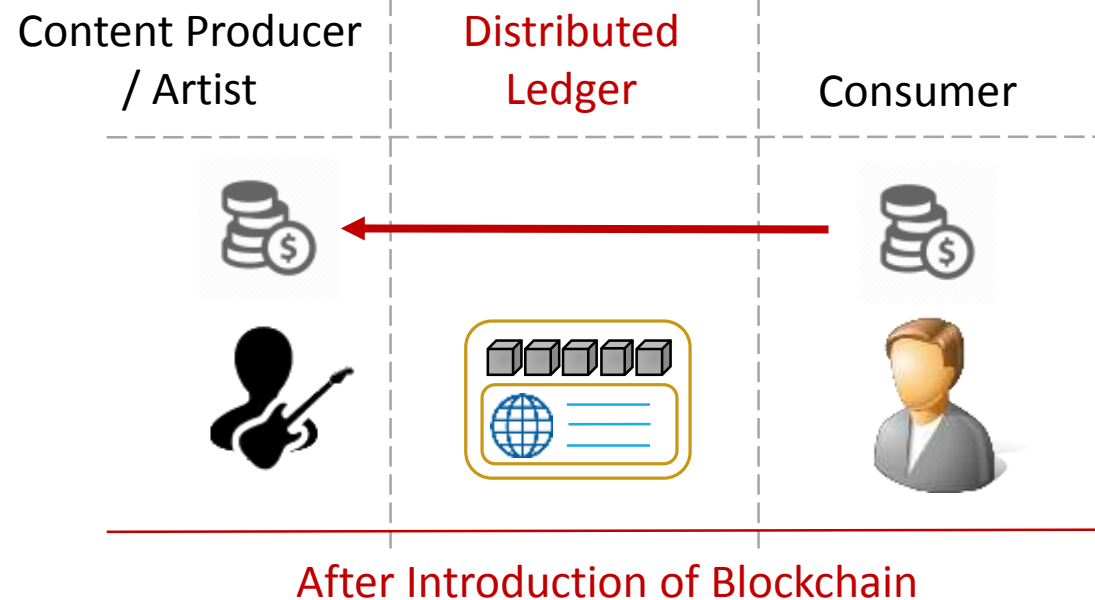 Content Producer
/ Artist
Distributed
Ledger
Consumer
$
$
After Introduction of Blockchain